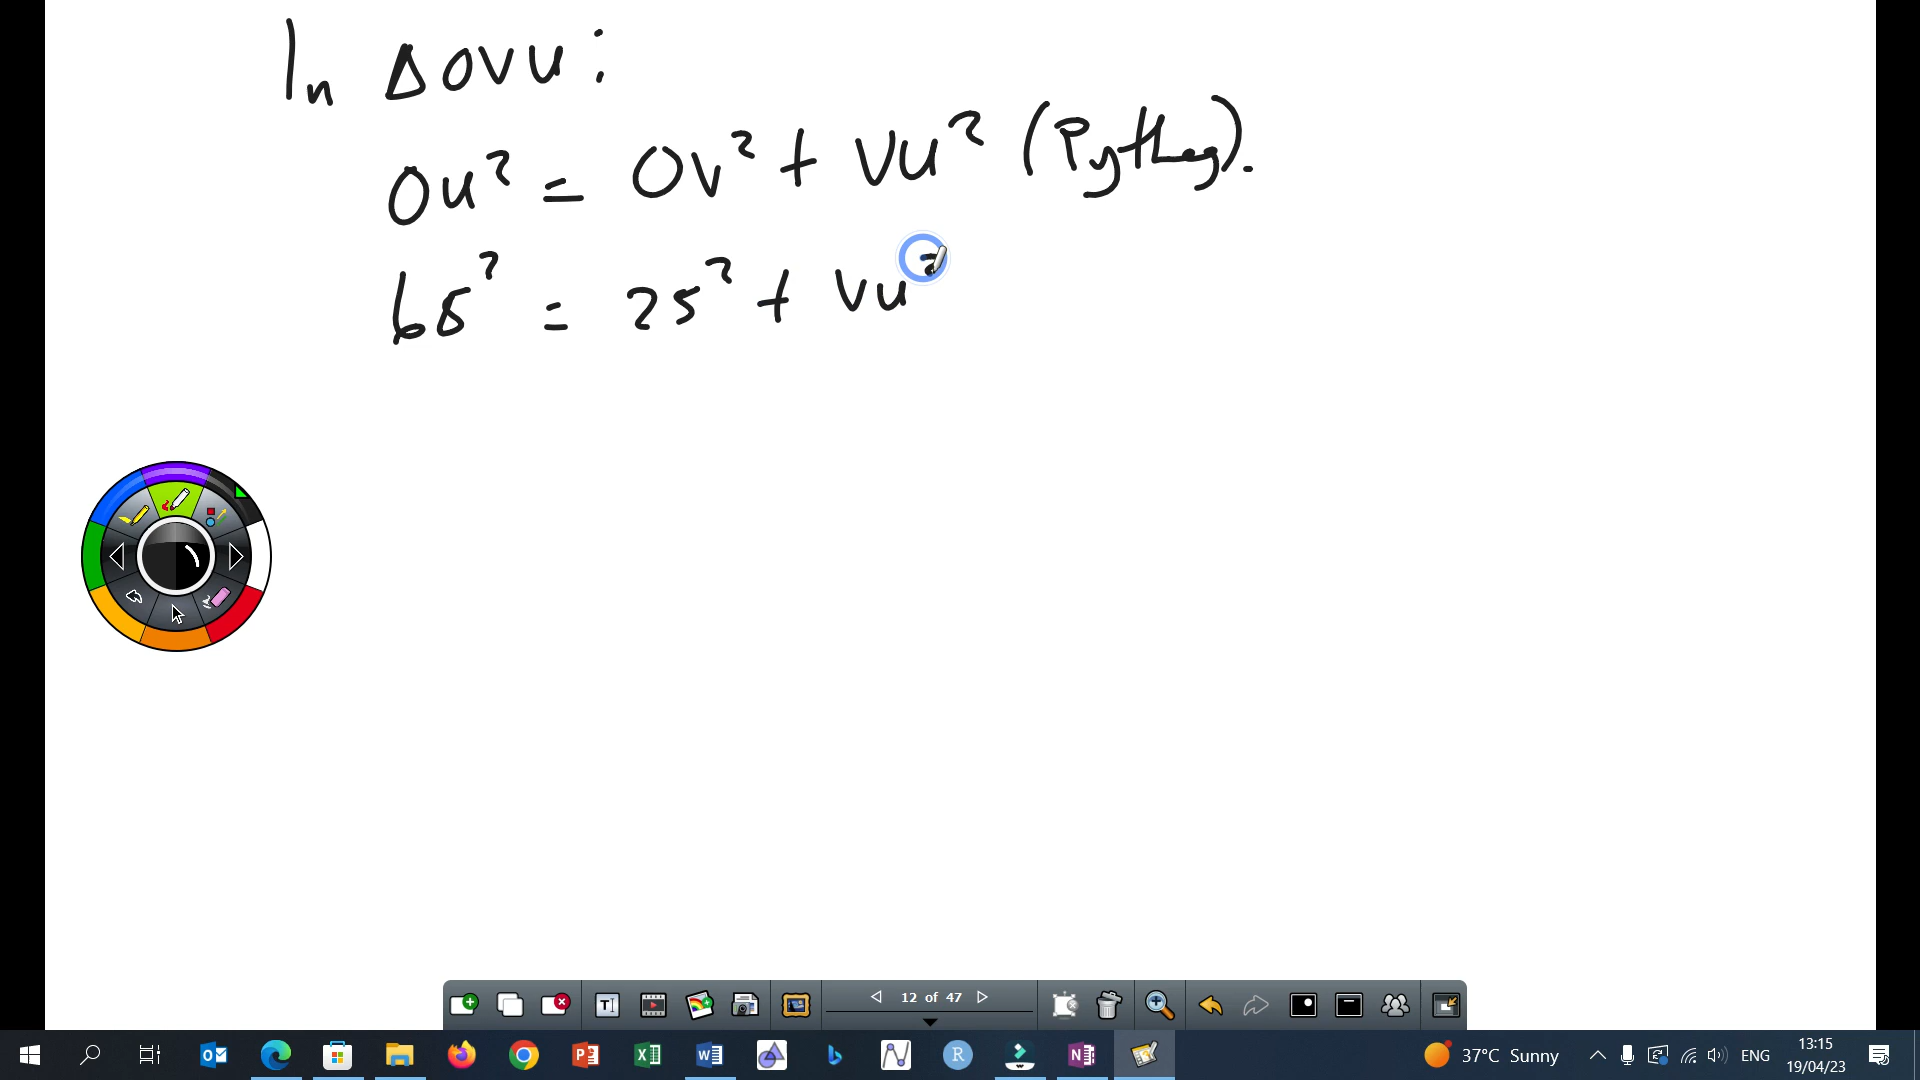 In ΔOVU:
OU² = OV² + VU² (Pythag).
65² = 25² + VU²
12 of 47
37°C Sunny
ENG
13:15
19/04/23